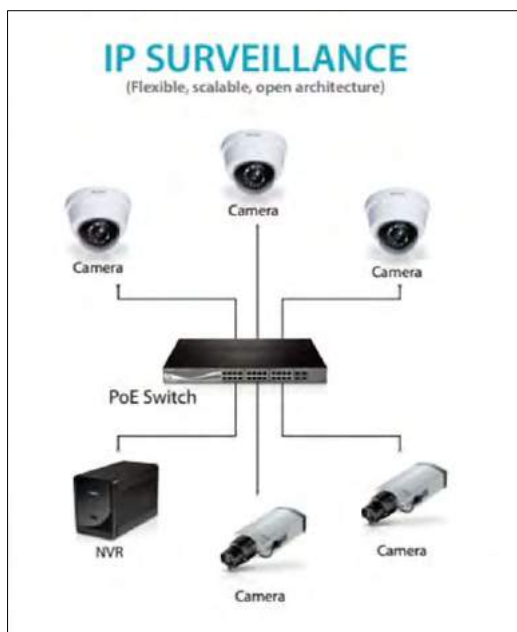 IP SURVEILLANCE
(Flexible, scalable, open architecture)
Camera
Camera
Camera
PoE Switch
NVR
Camera
Camera